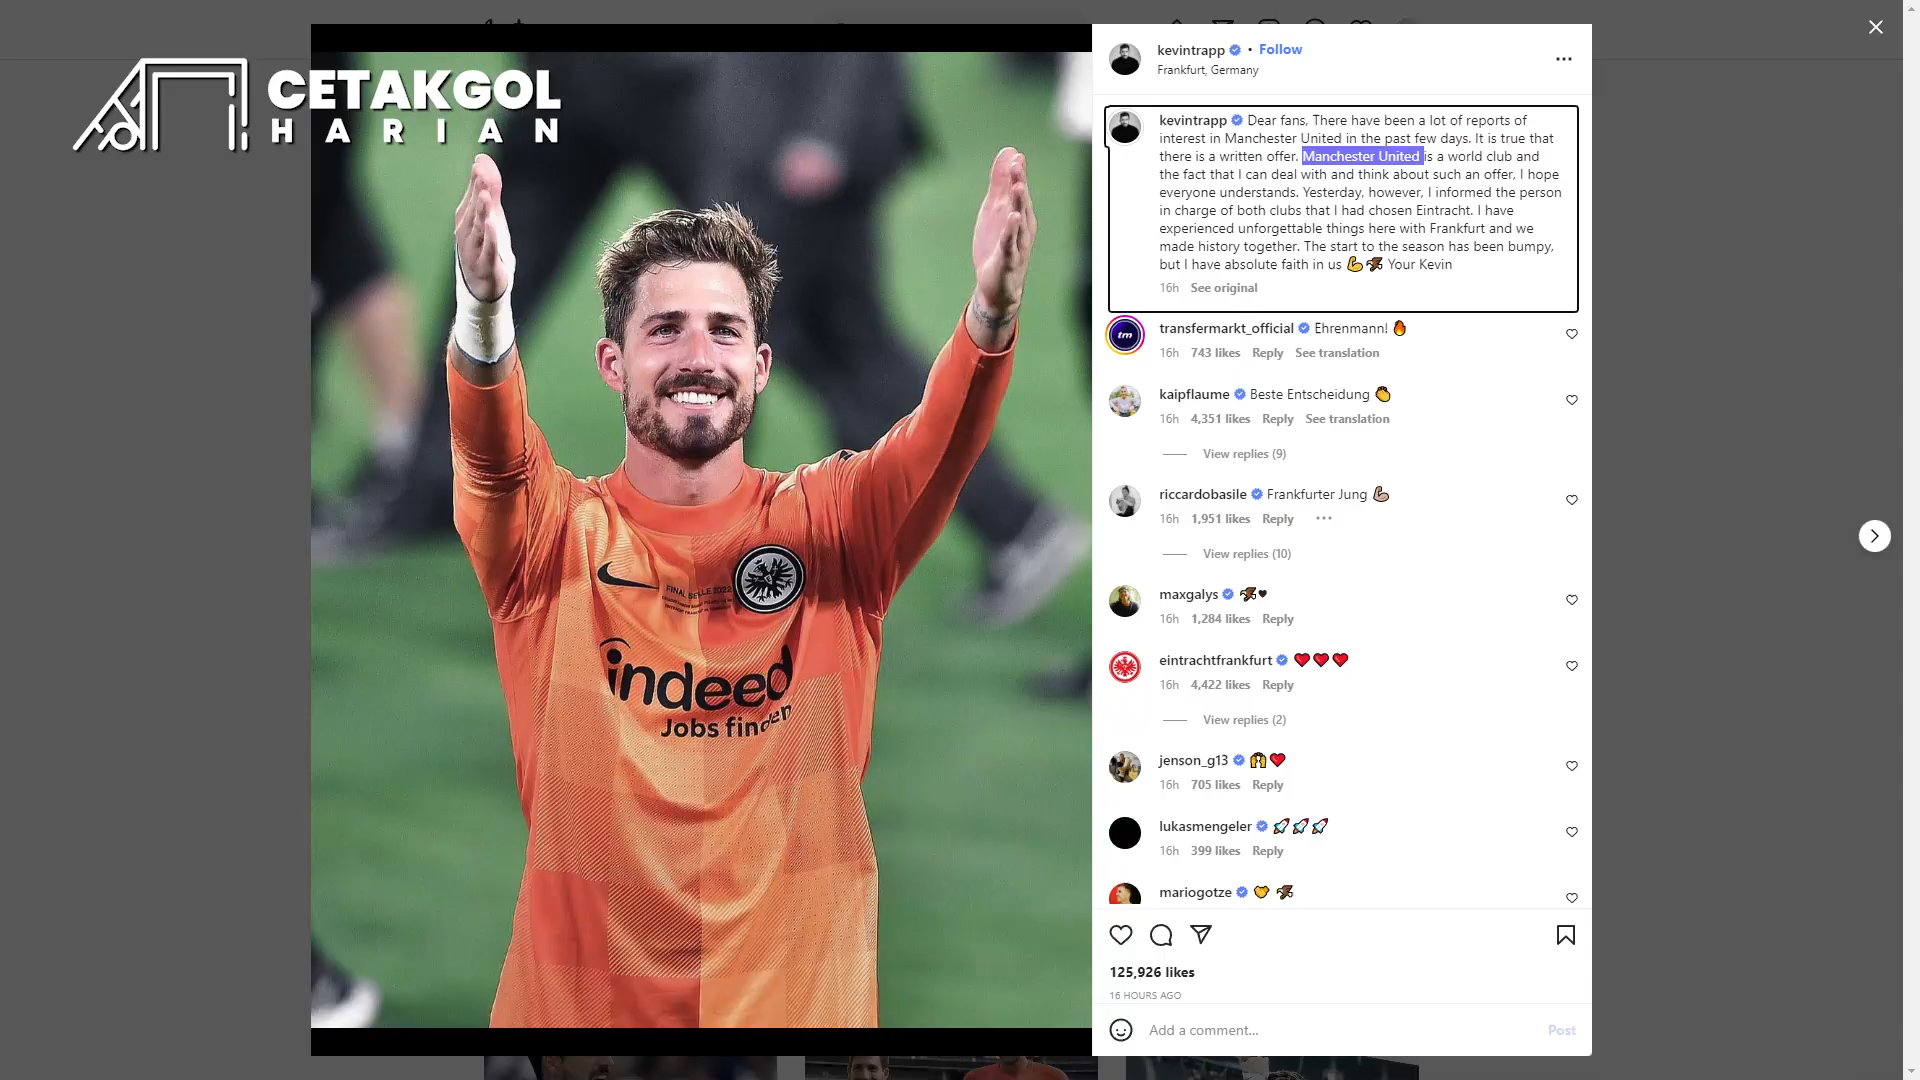 CETAKGOL
HARIAN
FINAL SEVILLE 2022
indeed
Jobs finden
kevintrapp • Follow
Frankfurt, Germany
kevintrapp Dear fans, There have been a lot of reports of
interest in Manchester United in the past few days. It is true that
there is a written offer. Manchester United is a world club and
the fact that I can deal with and think about such an offer, I hope
everyone understands. Yesterday, however, I informed the person
in charge of both clubs that I had chosen Eintracht. I have
experienced unforgettable things here with Frankfurt and we
made history together. The start to the season has been bumpy,
but I have absolute faith in us 💪🦅 Your Kevin
16h See original
transfermarkt_official Ehrenmann! 🔥
16h 743 likes Reply See translation
kaipflaume Beste Entscheidung 👏
16h 4,351 likes Reply See translation
View replies (9)
riccardobasile Frankfurter Jung 💪🏼
16h 1,951 likes Reply ...
View replies (10)
maxgalys 🦅🖤
16h 1,284 likes Reply
eintrachtfrankfurt ❤️❤️❤️
16h 4,422 likes Reply
View replies (2)
jenson_g13 🙌❤️
16h 705 likes Reply
lukasmengeler 🚀🚀🚀
16h 399 likes Reply
mariogotze 💛🦅
125,926 likes
16 HOURS AGO
Add a comment...
Post